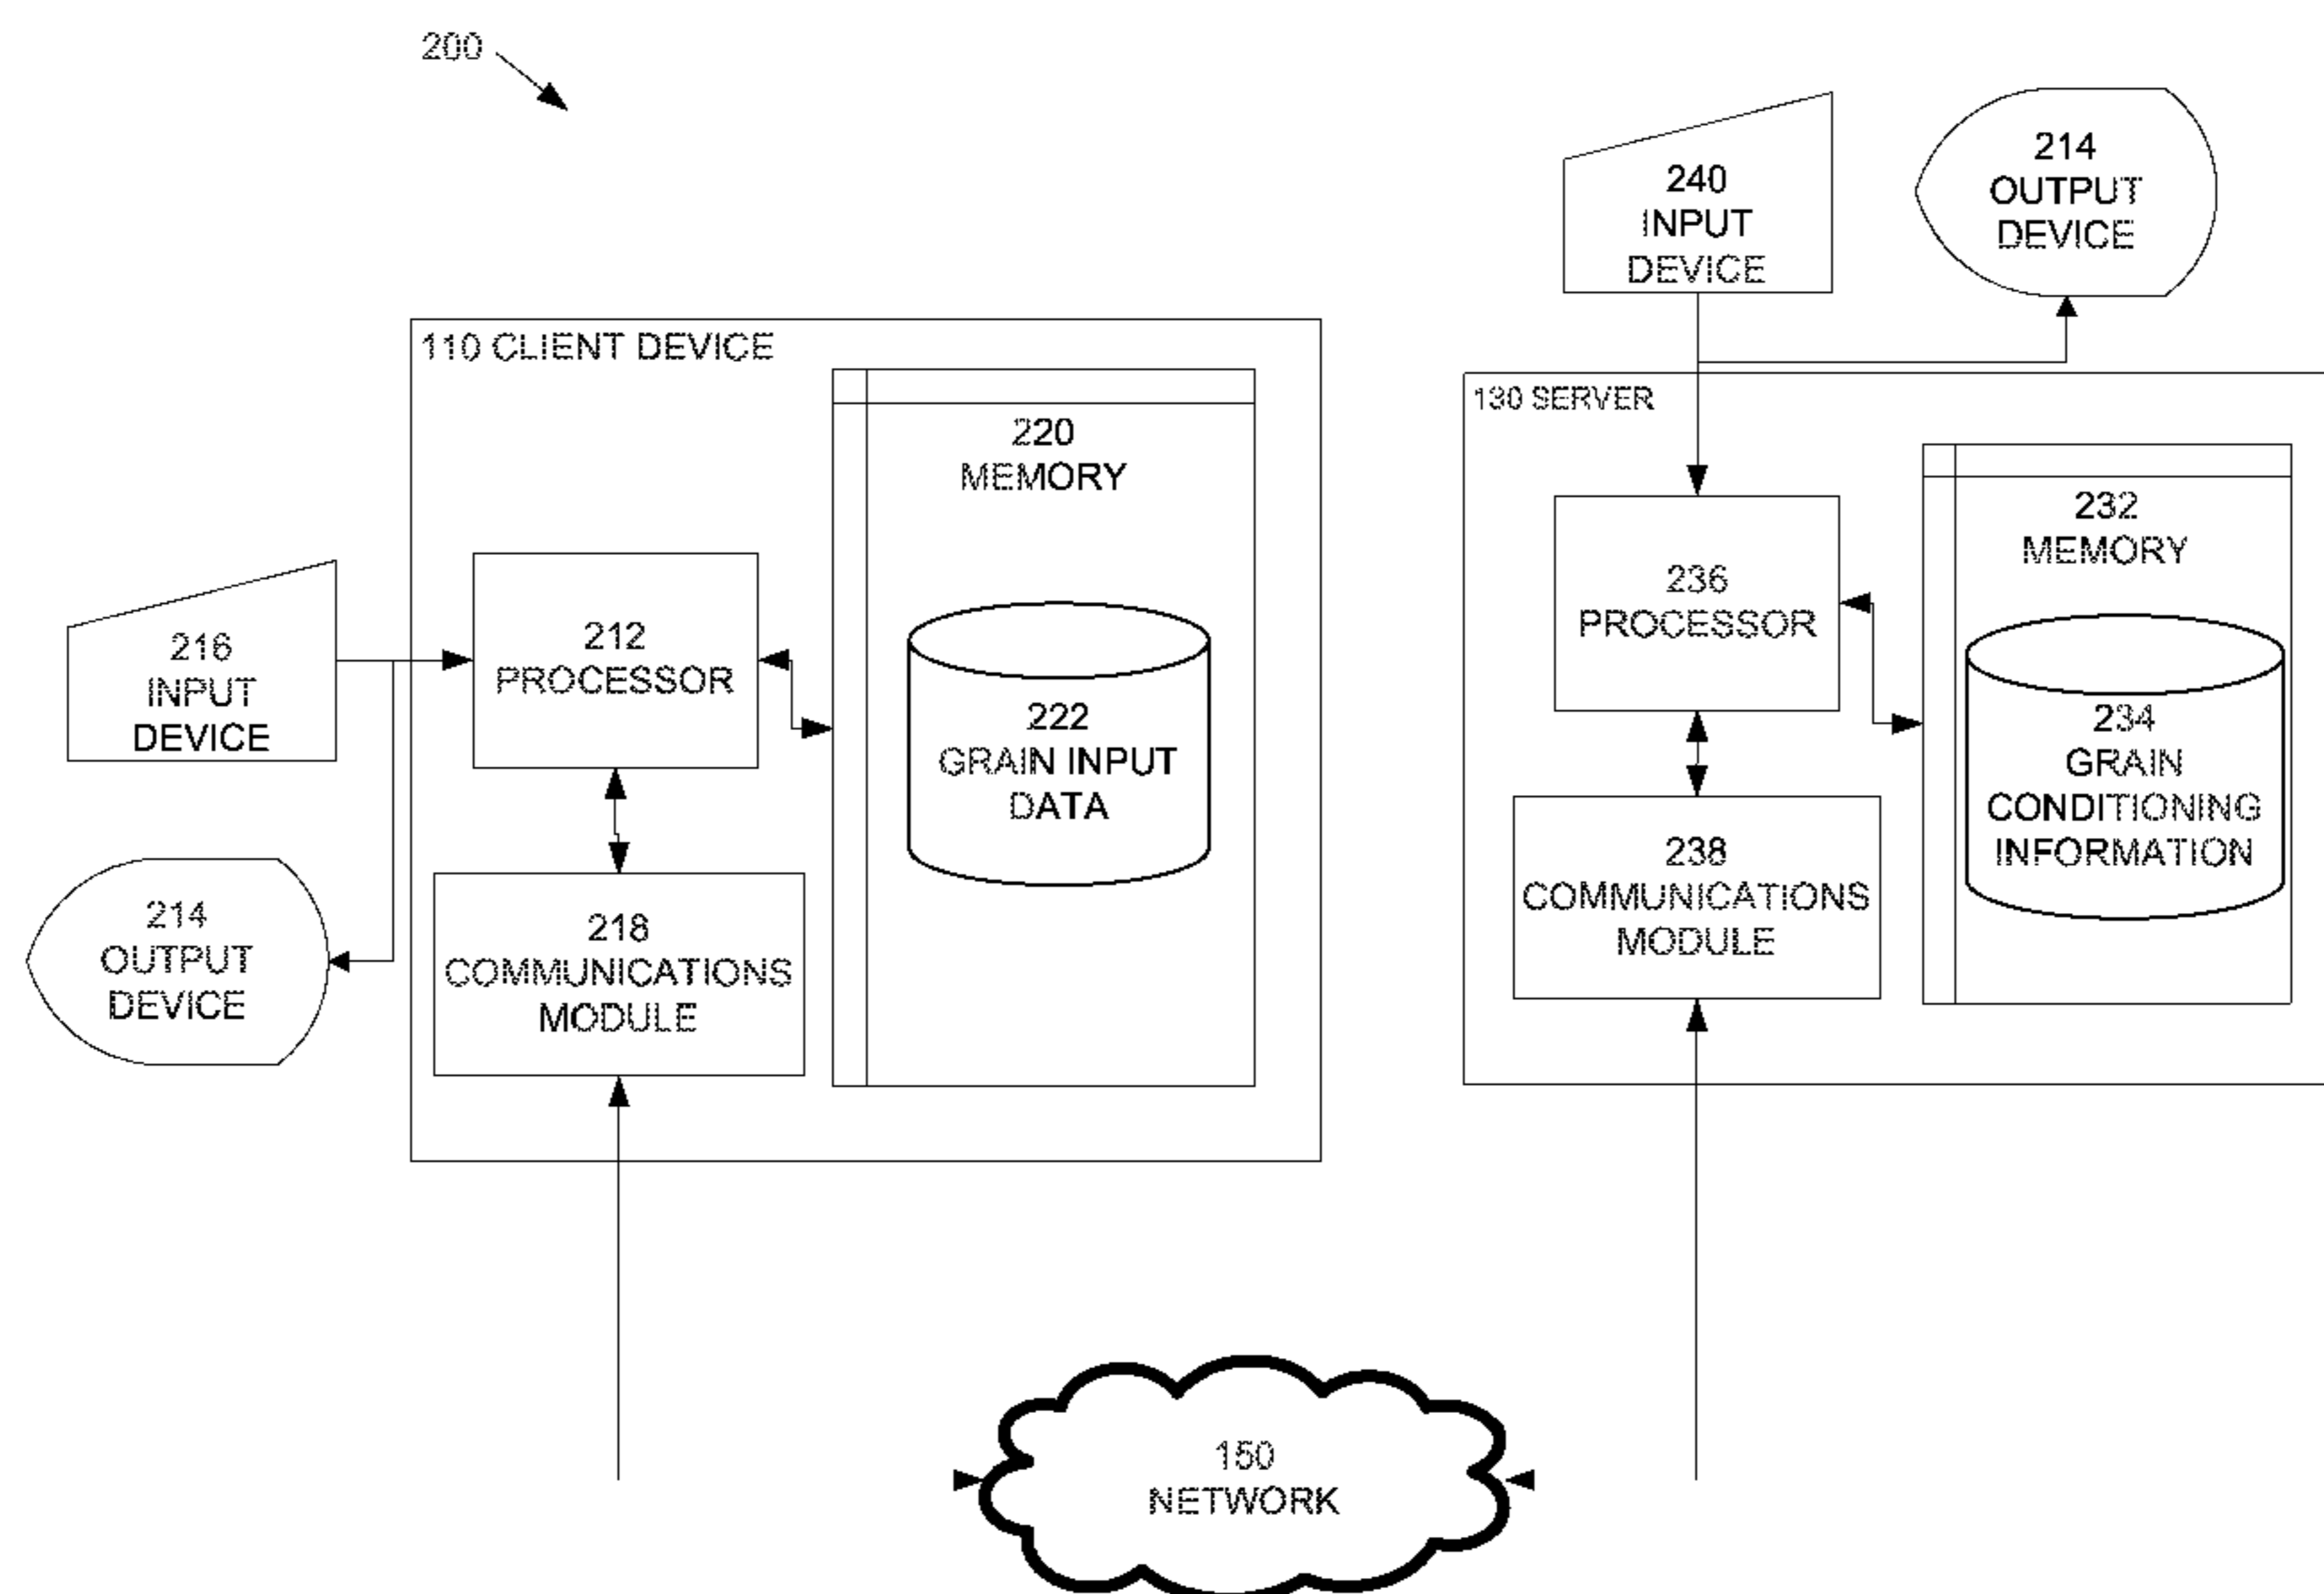 200
240
INPUT
DEVICE
214
OUTPUT
DEVICE
110 CLIENT DEVICE
220
MEMORY
130 SERVER
232
MEMORY
236
PROCESSOR
212
PROCESSOR
216
INPUT
DEVICE
222
GRAIN INPUT
DATA
234
GRAIN
CONDITIONING
INFORMATION
238
COMMUNICATIONS
MODULE
214
OUTPUT
DEVICE
218
COMMUNICATIONS
MODULE
150
NETWORK